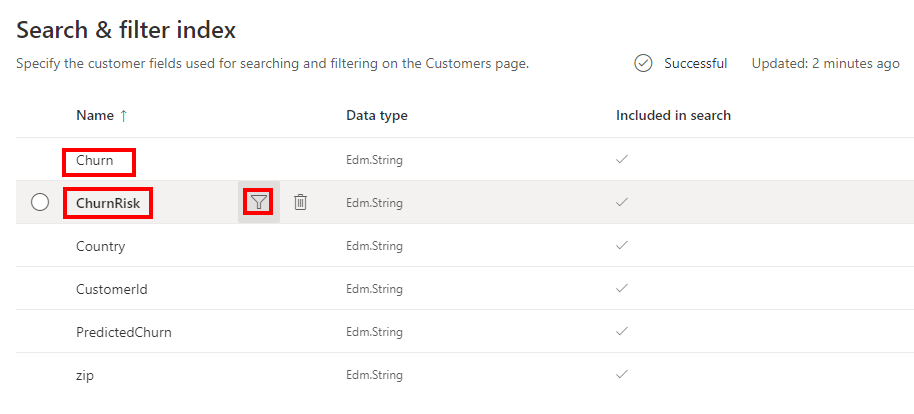 Search & filter index
Specify the customer fields used for searching and filtering on the Customers page. Successful Updated: 2 minutes ago
Name ↑ Data type Included in search
Churn Edm.String
ChurnRisk Edm.String
Country Edm.String
CustomerId Edm.String
PredictedChurn Edm.String
zip Edm.String